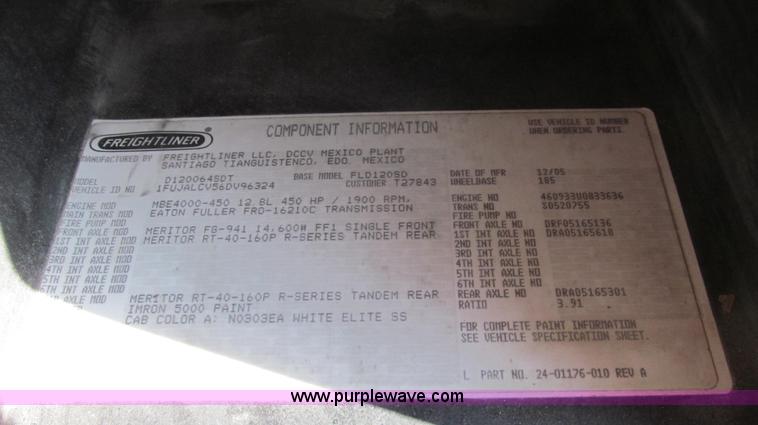 FREIGHTLINER
COMPONENT INFORMATION
USE VEHICLE ID NUMBER
WHEN ORDERING PARTS.
MANUFACTURED BY FREIGHTLINER LLC, DCCV MEXICO PLANT
SANTIAGO TIANGUISTENCO, EDO. MEXICO
MODEL D120064SDT BASE MODEL FLD120SD DATE OF MFR 12/05
VEHICLE ID NO 1FUJALCV56DV96324 CUSTOMER T27843 WHEELBASE 185
ENGINE MOD MBE4000-450 12.8L 450 HP / 1900 RPM, ENGINE NO 460933U0833636
MAIN TRANS MOD EATON FULLER FRO-16210C TRANSMISSION TRANS NO S0520755
FIRE PUMP MOD FIRE PUMP NO
FRONT AXLE MOD MERITOR FG-941 14,600# FF1 SINGLE FRONT FRONT AXLE NO DRF05165136
1ST INT AXLE MOD MERITOR RT-40-160P R-SERIES TANDEM REAR 1ST INT AXLE NO DRA05165618
2ND INT AXLE MOD 2ND INT AXLE NO
3RD INT AXLE MOD 3RD INT AXLE NO
4TH INT AXLE MOD 4TH INT AXLE NO
5TH INT AXLE MOD 5TH INT AXLE NO
6TH INT AXLE MOD 6TH INT AXLE NO
REAR AXLE MOD MERITOR RT-40-160P R-SERIES TANDEM REAR REAR AXLE NO DRA05165301
IMRON 5000 PAINT RATIO 3.91
CAB COLOR A: N0303EA WHITE ELITE SS
FOR COMPLETE PAINT INFORMATION
SEE VEHICLE SPECIFICATION SHEET.
L PART NO. 24-01176-010 REV A
www.purplewave.com